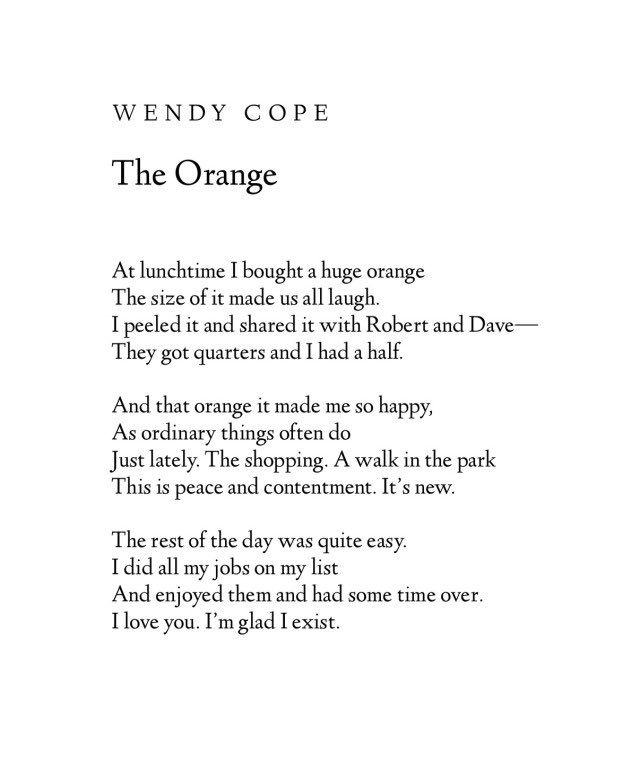 WENDY COPE
The Orange
At lunchtime I bought a huge orange
The size of it made us all laugh.
I peeled it and shared it with Robert and Dave—
They got quarters and I had a half.
And that orange it made me so happy,
As ordinary things often do
Just lately. The shopping. A walk in the park
This is peace and contentment. It’s new.
The rest of the day was quite easy.
I did all my jobs on my list
And enjoyed them and had some time over.
I love you. I’m glad I exist.